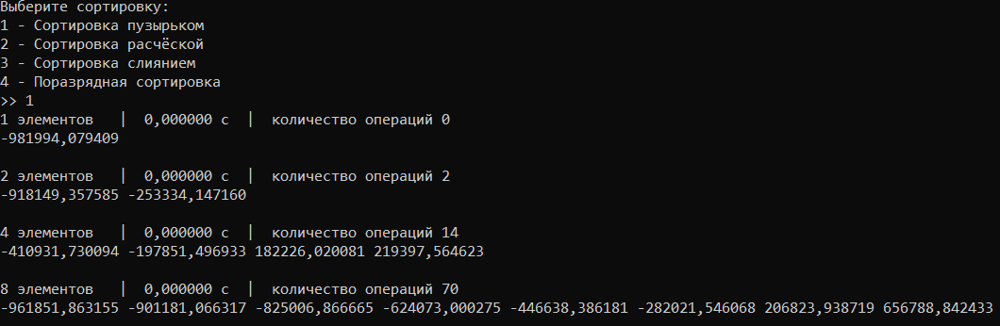 Выберите сортировку:
1 - Сортировка пузырьком
2 - Сортировка расчёской
3 - Сортировка слиянием
4 - Поразрядная сортировка
>> 1
1 элементов | 0,000000 с | количество операций 0
-981994,079409
2 элементов | 0,000000 с | количество операций 2
-918149,357585 -253334,147160
4 элементов | 0,000000 с | количество операций 14
-410931,730094 -197851,496933 182226,020081 219397,564623
8 элементов | 0,000000 с | количество операций 70
-961851,863155 -901181,066317 -825006,866665 -624073,000275 -446638,386181 -282021,546068 206823,938719 656788,842433